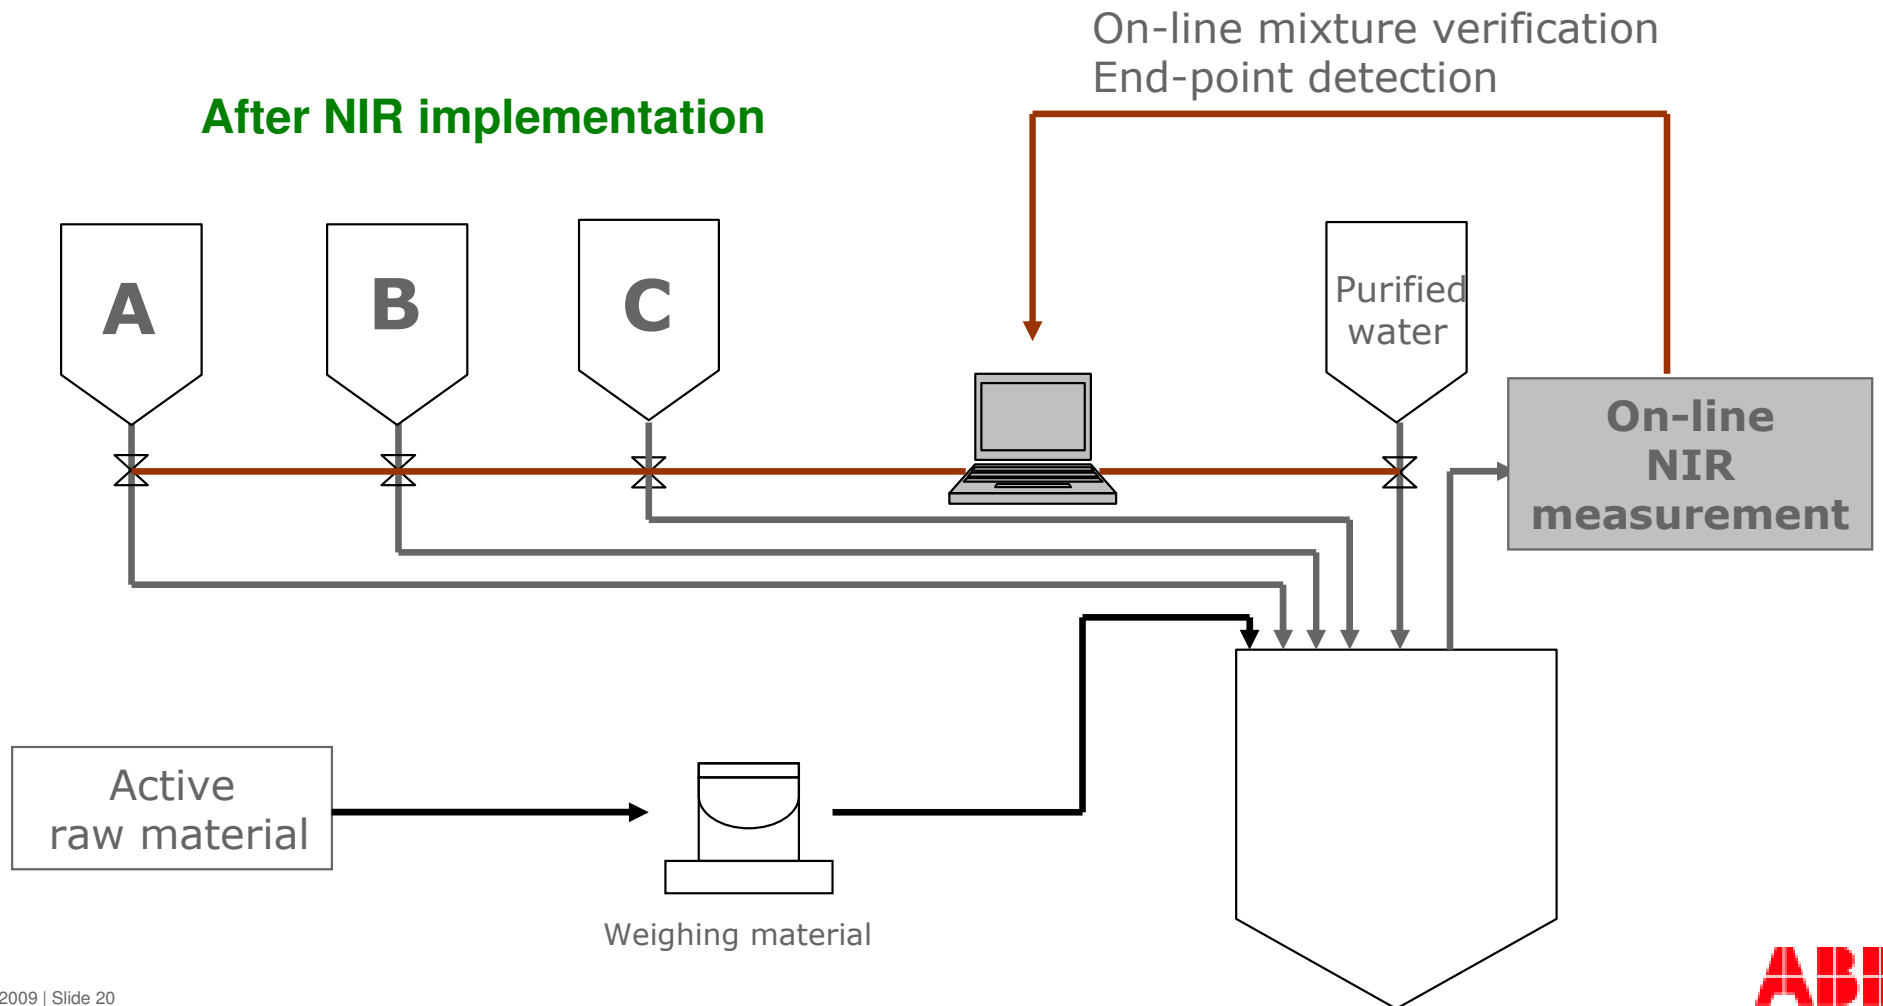 On-line mixture verification
End-point detection
After NIR implementation
A
B
C
Purified
water
On-line
NIR
measurement
Active
raw material
Weighing material
2009 | Slide 20